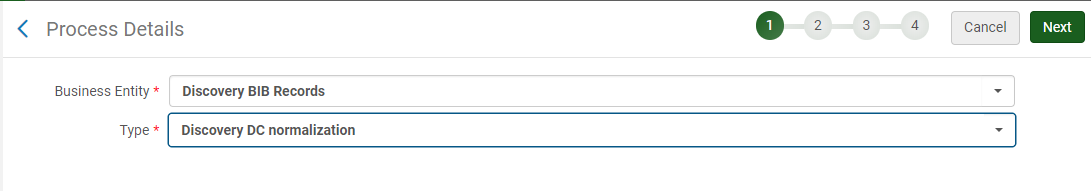 Process Details
1 2 3 4
Cancel
Next
Business Entity * Discovery BIB Records
Type * Discovery DC normalization